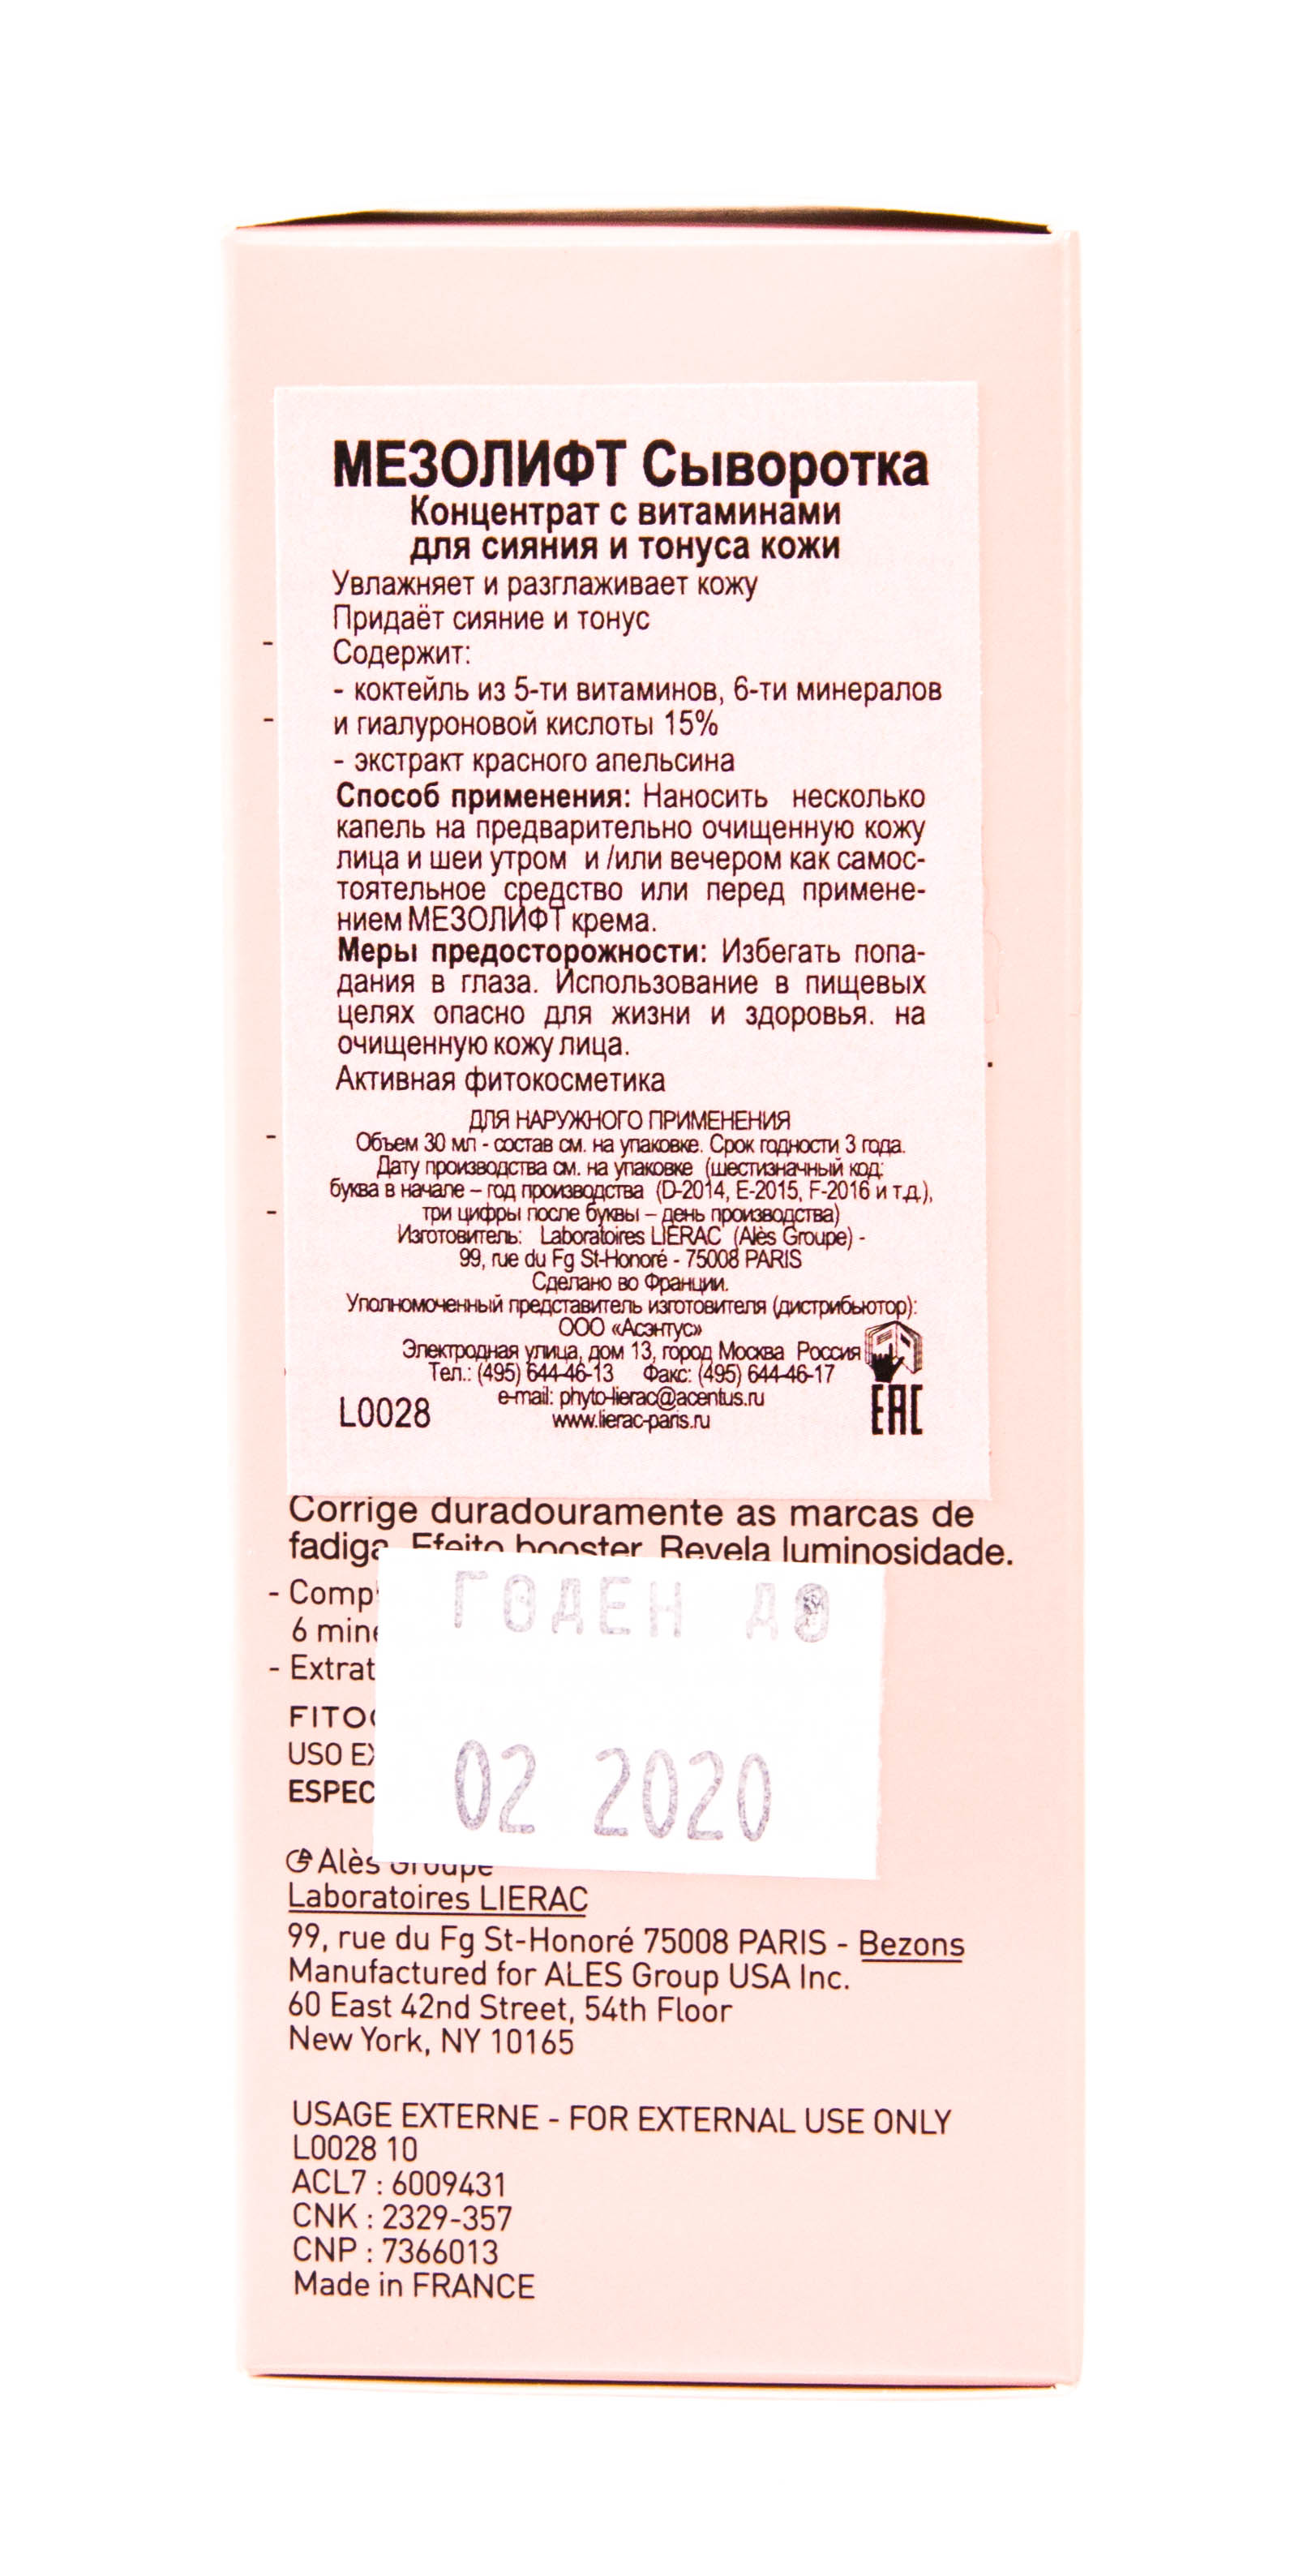 МЕЗОЛИФТ Сыворотка
Концентрат с витаминами
для сияния и тонуса кожи
Увлажняет и разглаживает кожу
Придаёт сияние и тонус
Содержит:
- коктейль из 5-ти витаминов, 6-ти минералов
и гиалуроновой кислоты 15%
- экстракт красного апельсина
Способ применения: Наносить несколько
капель на предварительно очищенную кожу
лица и шеи утром и /или вечером как самос-
тоятельное средство или перед примене-
нием МЕЗОЛИФТ крема.
Меры предосторожности: Избегать попа-
дания в глаза. Использование в пищевых
целях опасно для жизни и здоровья. на
очищенную кожу лица.
Активная фитокосметика
ДЛЯ НАРУЖНОГО ПРИМЕНЕНИЯ
Объем 30 мл - состав см. на упаковке. Срок годности 3 года.
Дату производства см. на упаковке (шестизначный код:
буква в начале – год производства (D-2014, E-2015, F-2016 и т.д.),
три цифры после буквы – день производства)
Изготовитель: Laboratoires LIERAC (Alès Groupe) -
99, rue du Fg St-Honoré - 75008 PARIS
Сделано во Франции.
Уполномоченный представитель изготовителя (дистрибьютор):
ООО «Асэнтус»
Электродная улица, дом 13, город Москва Россия
Тел.: (495) 644-46-13 Факс: (495) 644-46-17
e-mail: phyto-lierac@acentus.ru
www.lierac-paris.ru
L0028
EAC
Corrige duradouramente as marcas de
fadiga. Efeito booster. Revela luminosidade.
- Comp
6 min
- Extrat
FITO
USO EX
ESPEC
ГОДЕН ДО
02 2020
Alès Groupe
Laboratoires LIERAC
99, rue du Fg St-Honoré 75008 PARIS - Bezons
Manufactured for ALES Group USA Inc.
60 East 42nd Street, 54th Floor
New York, NY 10165
USAGE EXTERNE - FOR EXTERNAL USE ONLY
L0028 10
ACL7 : 6009431
CNK : 2329-357
CNP : 7366013
Made in FRANCE